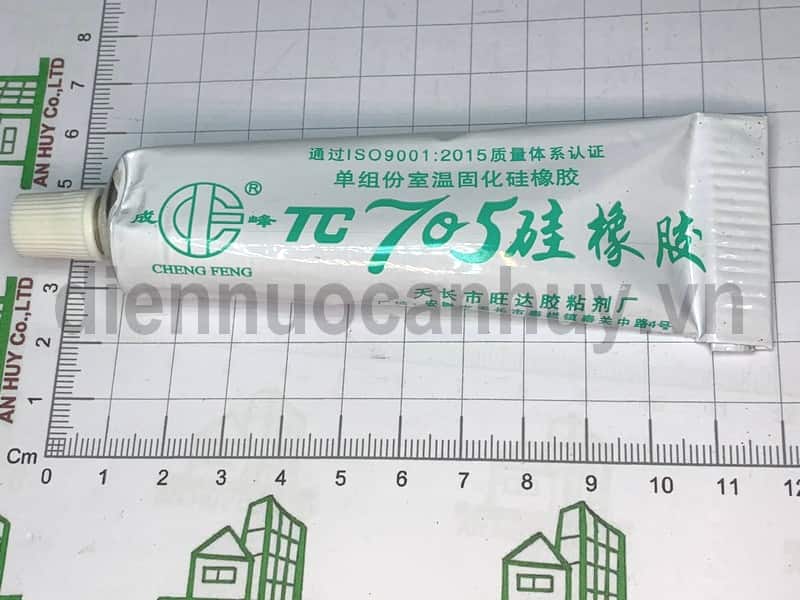 通过ISO9001:2015质量体系认证
单组份室温固化硅橡胶
成 峰 ®
CHENG FENG
TC 705硅橡胶
天长市旺达胶粘剂厂
中路4号
diennuocanhuy.vn
AN HUY Co.,LTD
AN HUY Co.,LTD
8
7
6
5
3
2
1
Cm
0 1 2 3 4 5 6 7 8 9 10 11 12